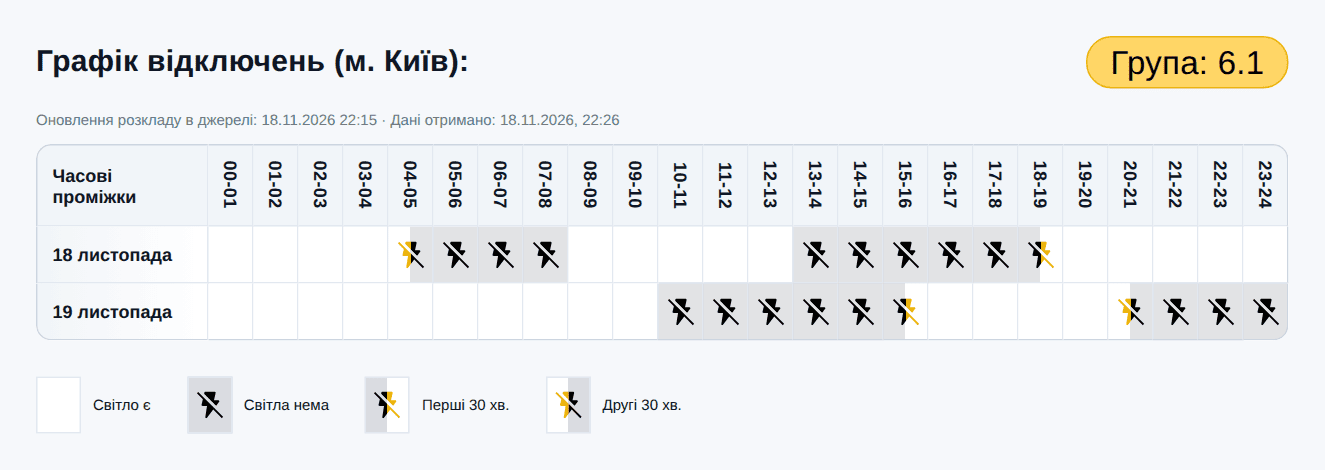 Графік відключень (м. Київ):
Група: 6.1
Оновлення розкладу в джерелі: 18.11.2026 22:15 · Дані отримано: 18.11.2026, 22:26
Часові проміжки 00-01 01-02 02-03 03-04 04-05 05-06 06-07 07-08 08-09 09-10 10-11 11-12 12-13 13-14 14-15 15-16 16-17 17-18 18-19 19-20 20-21 21-22 22-23 23-24
18 листопада
19 листопада
Світло є Світла нема Перші 30 хв. Другі 30 хв.